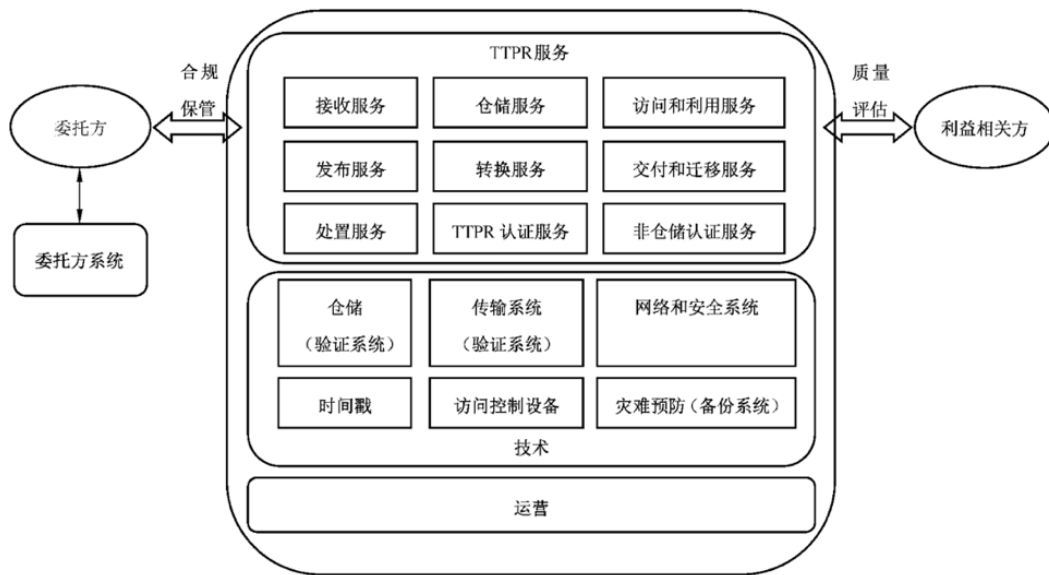 TTPR服务
合规
保管
质量
评估
委托方
利益相关方
委托方系统
接收服务
仓储服务
访问和利用服务
发布服务
转换服务
交付和迁移服务
处置服务
TTPR 认证服务
非仓储认证服务
仓储
（验证系统）
传输系统
（验证系统）
网络和安全系统
时间戳
访问控制设备
灾难预防（备份系统）
技术
运营